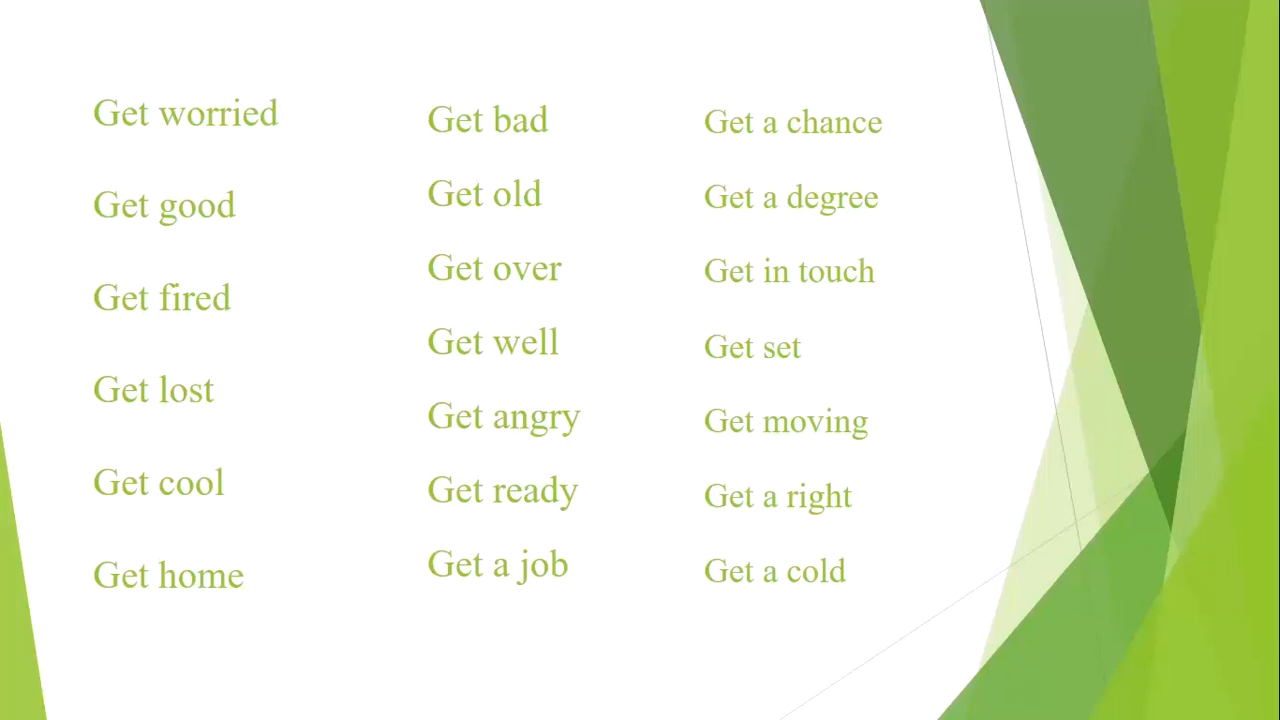 Get worried
Get good
Get fired
Get lost
Get cool
Get home
Get bad
Get old
Get over
Get well
Get angry
Get ready
Get a job
Get a chance
Get a degree
Get in touch
Get set
Get moving
Get a right
Get a cold